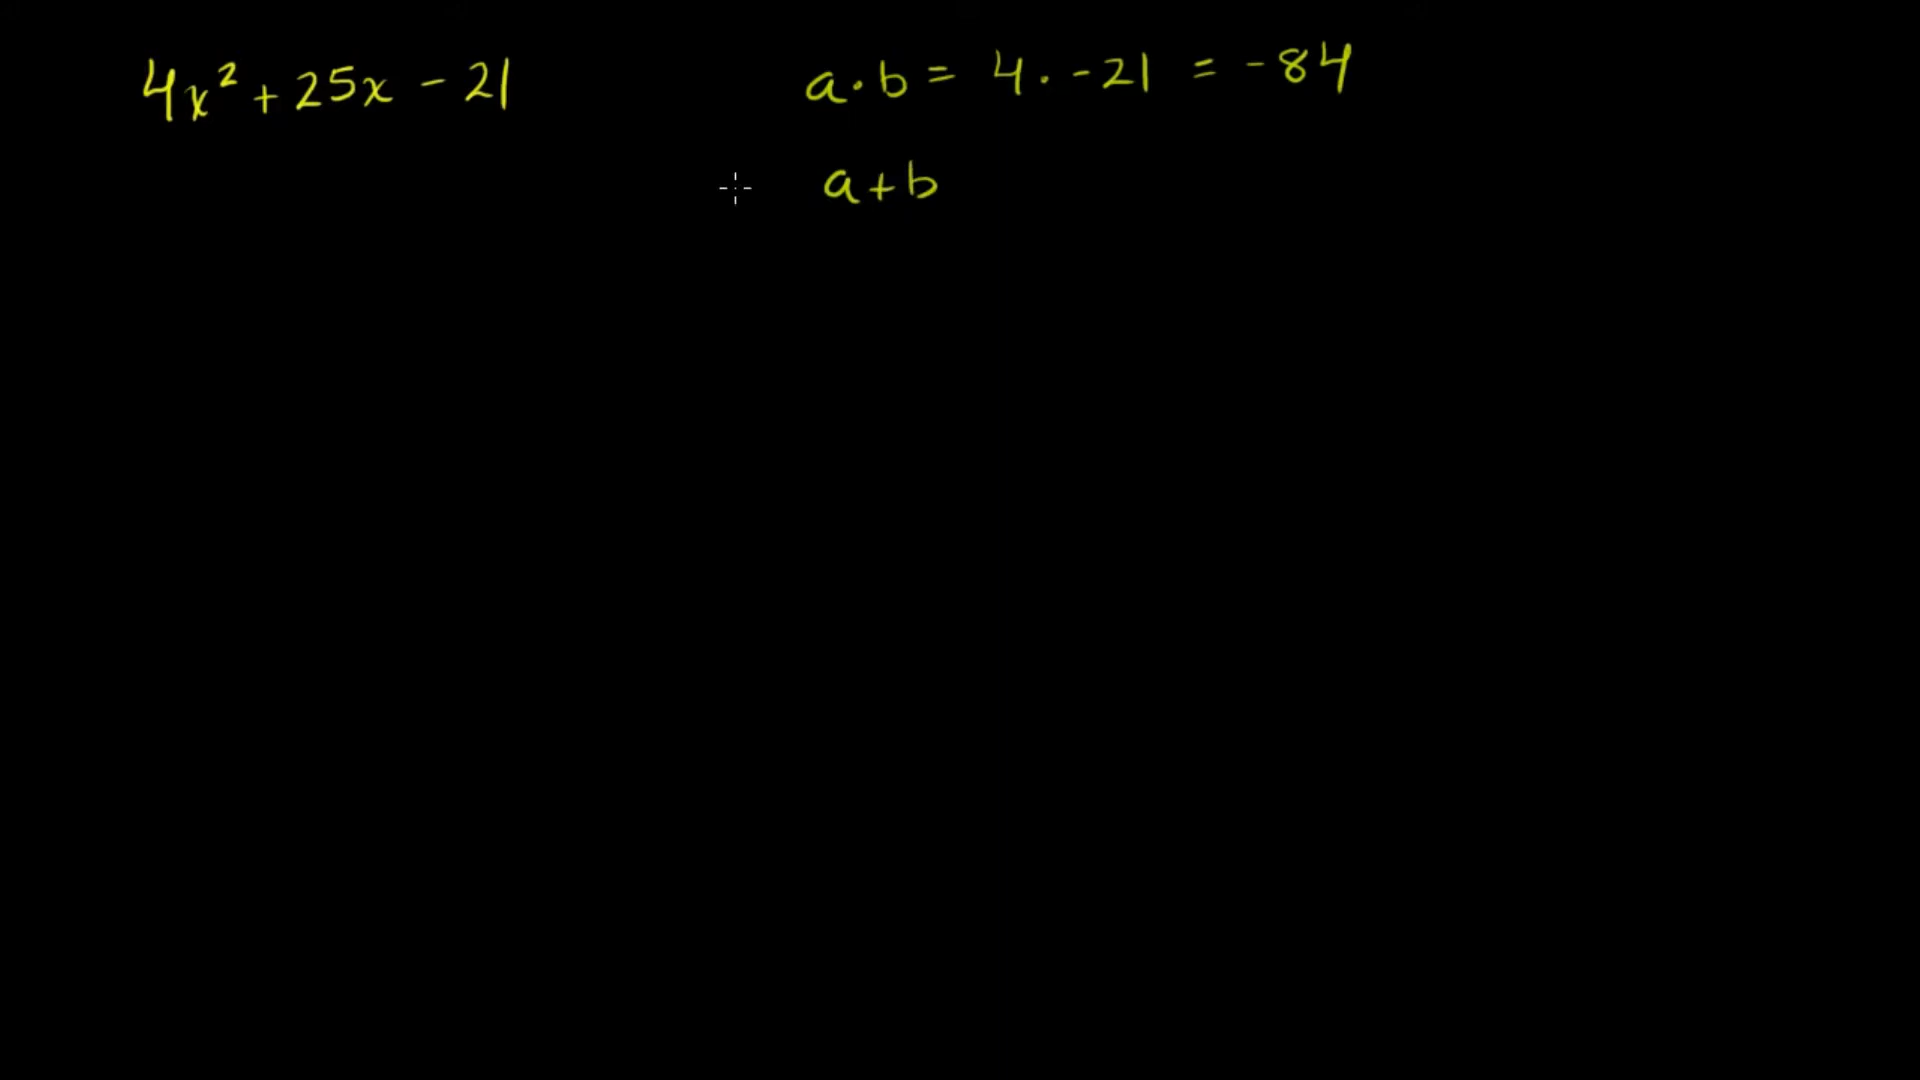 4x² + 25x - 21
a · b = 4 · -21 = -84
a + b